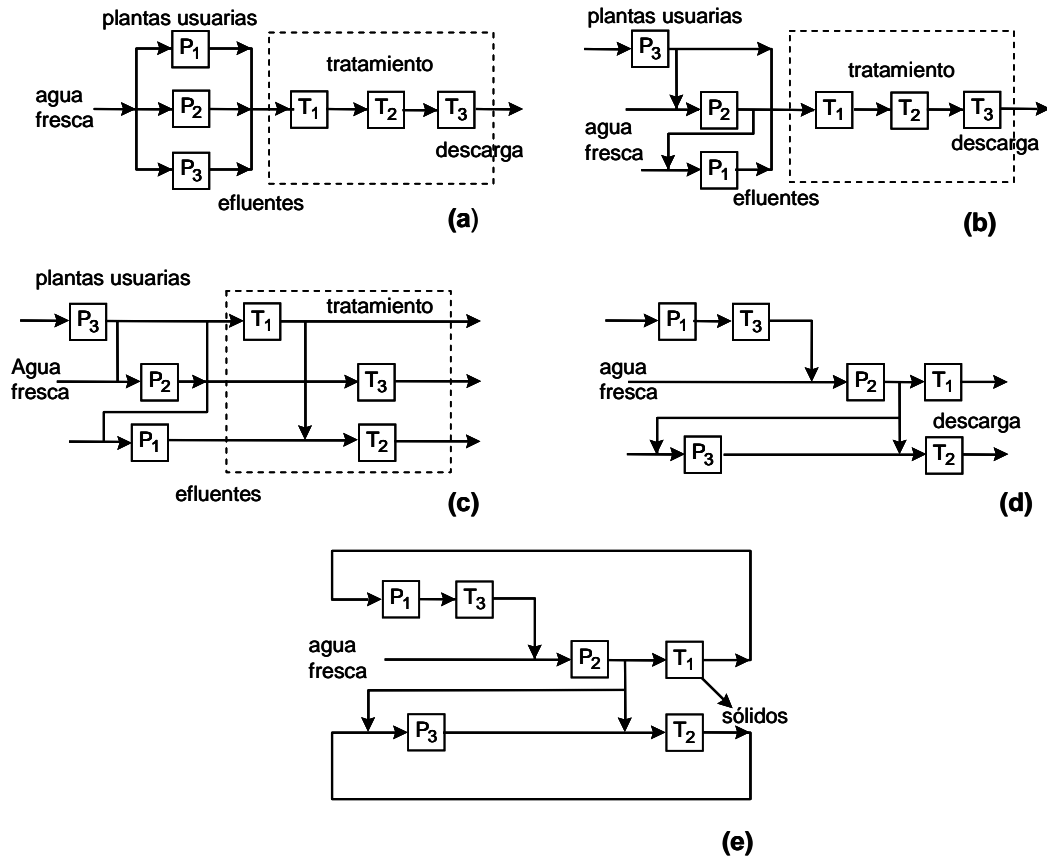 plantas usuarias
P1
tratamiento
agua
fresca
P2
T1
T2
T3
descarga
P3
efluentes
(a)
plantas usuarias
P3
tratamiento
P2
T1
T2
T3
agua
fresca
descarga
P1
efluentes
(b)
plantas usuarias
tratamiento
P3
T1
Agua
fresca
P2
T3
P1
T2
efluentes
(c)
P1
T3
agua
fresca
P2
T1
descarga
P3
T2
(d)
P1
T3
agua
fresca
P2
T1
sólidos
P3
T2
(e)